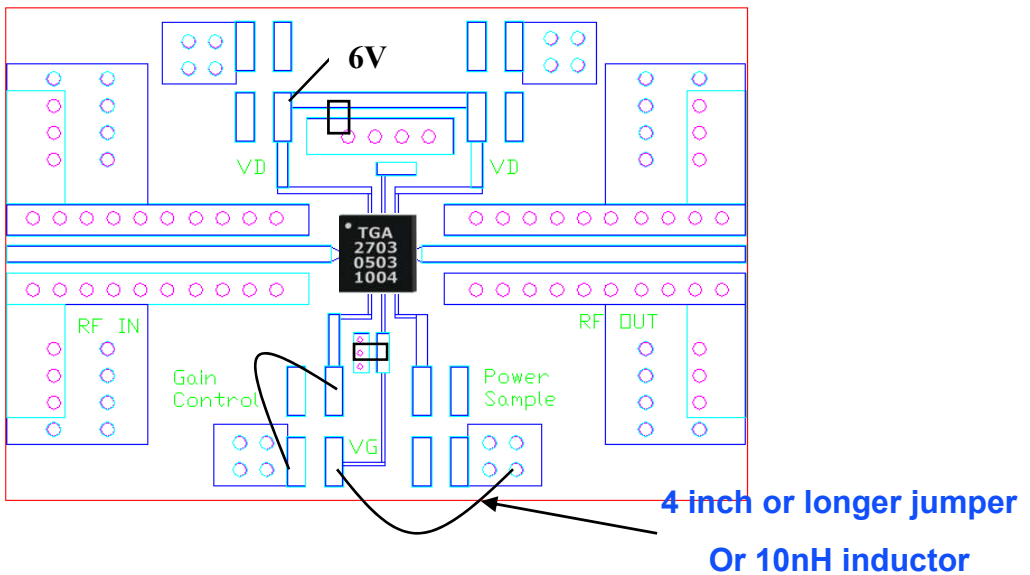 6V
VD
VD
TGA
2703
0503
1004
RF IN
RF OUT
Gain
Control
Power
Sample
VG
4 inch or longer jumper
Or 10nH inductor